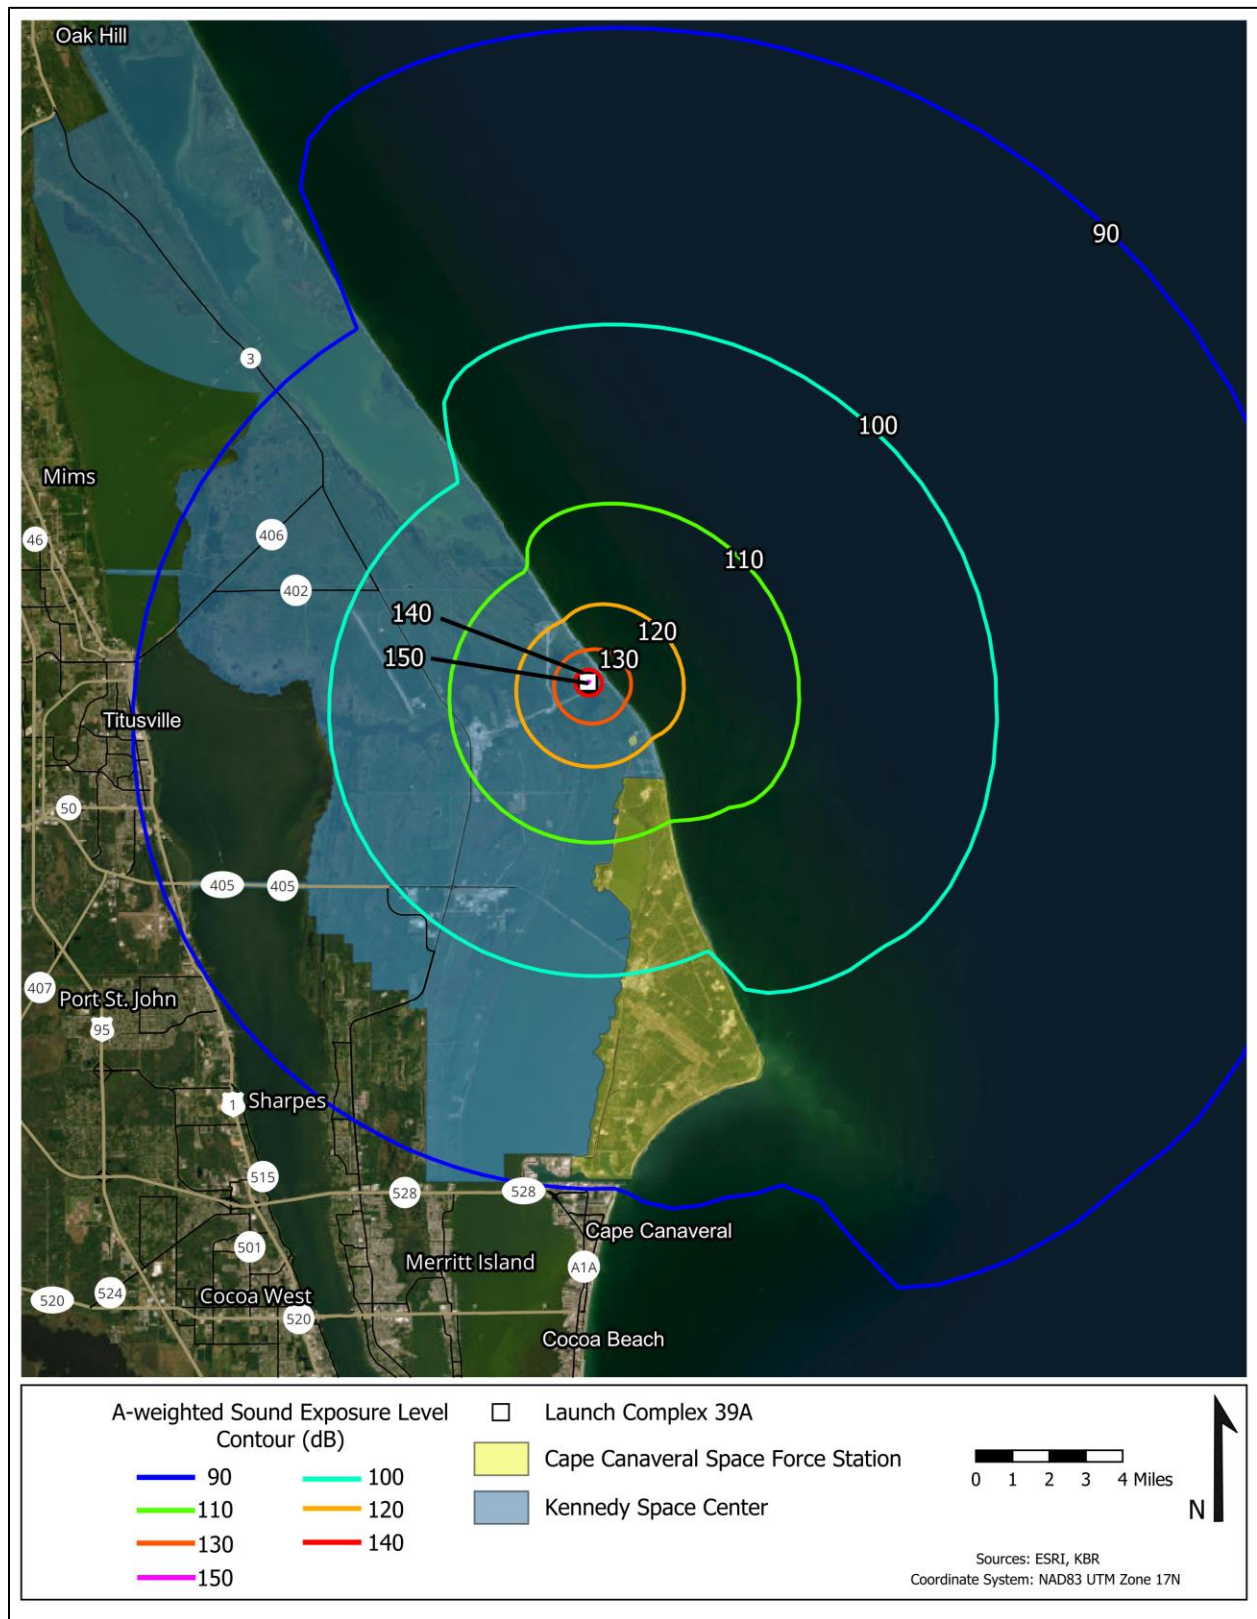 Oak Hill
90
3
100
Mims
46
406
110
402
140
120
150
130
Titusville
50
405
405
407
Port St. John
95
1
Sharpes
515
528
528
Cape Canaveral
501
Merritt Island
A1A
524
Cocoa West
520
520
Cocoa Beach
A-weighted Sound Exposure Level
Contour (dB)
90
100
110
120
130
140
150
Launch Complex 39A
Cape Canaveral Space Force Station
Kennedy Space Center
0 1 2 3 4 Miles
N
Sources: ESRI, KBR
Coordinate System: NAD83 UTM Zone 17N